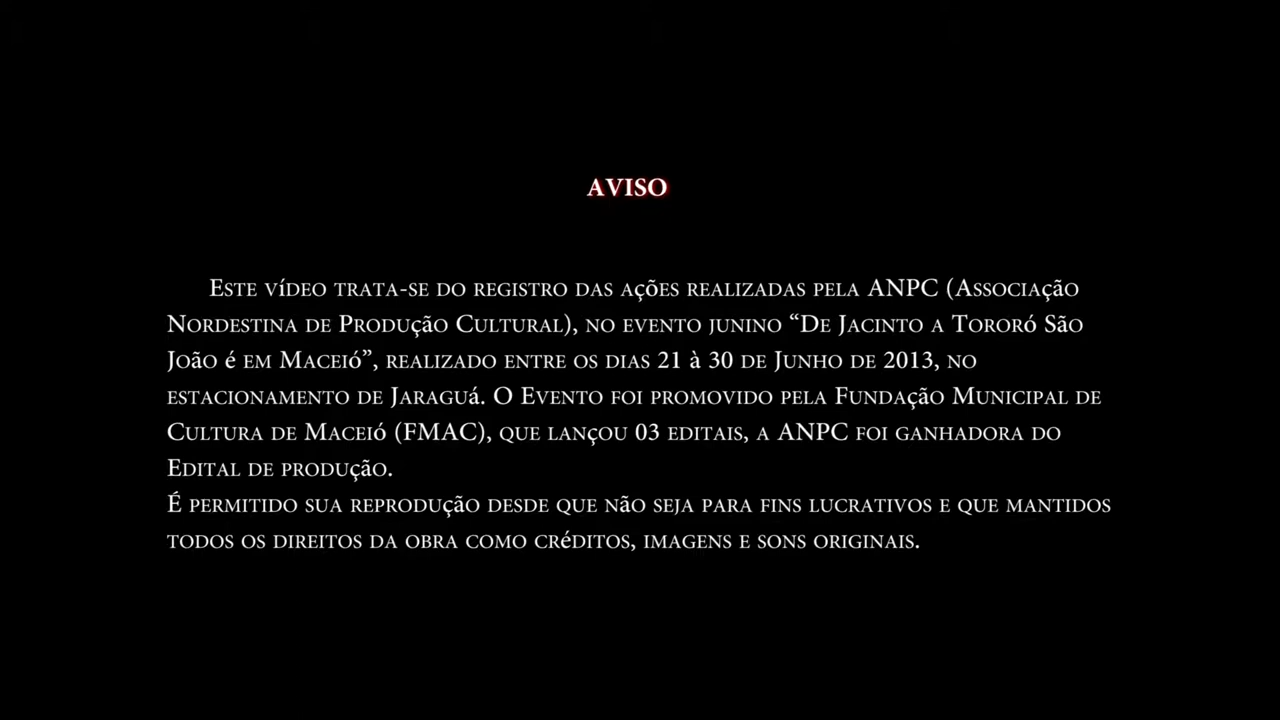 AVISO
Este vídeo trata-se do registro das ações realizadas pela ANPC (Associação
Nordestina de Produção Cultural), no evento junino “De Jacinto a Tororó São
João é em Maceió”, realizado entre os dias 21 à 30 de Junho de 2013, no
estacionamento de Jaraguá. O Evento foi promovido pela Fundação Municipal de
Cultura de Maceió (FMAC), que lançou 03 editais, a ANPC foi ganhadora do
Edital de produção.
É permitido sua reprodução desde que não seja para fins lucrativos e que mantidos
todos os direitos da obra como créditos, imagens e sons originais.